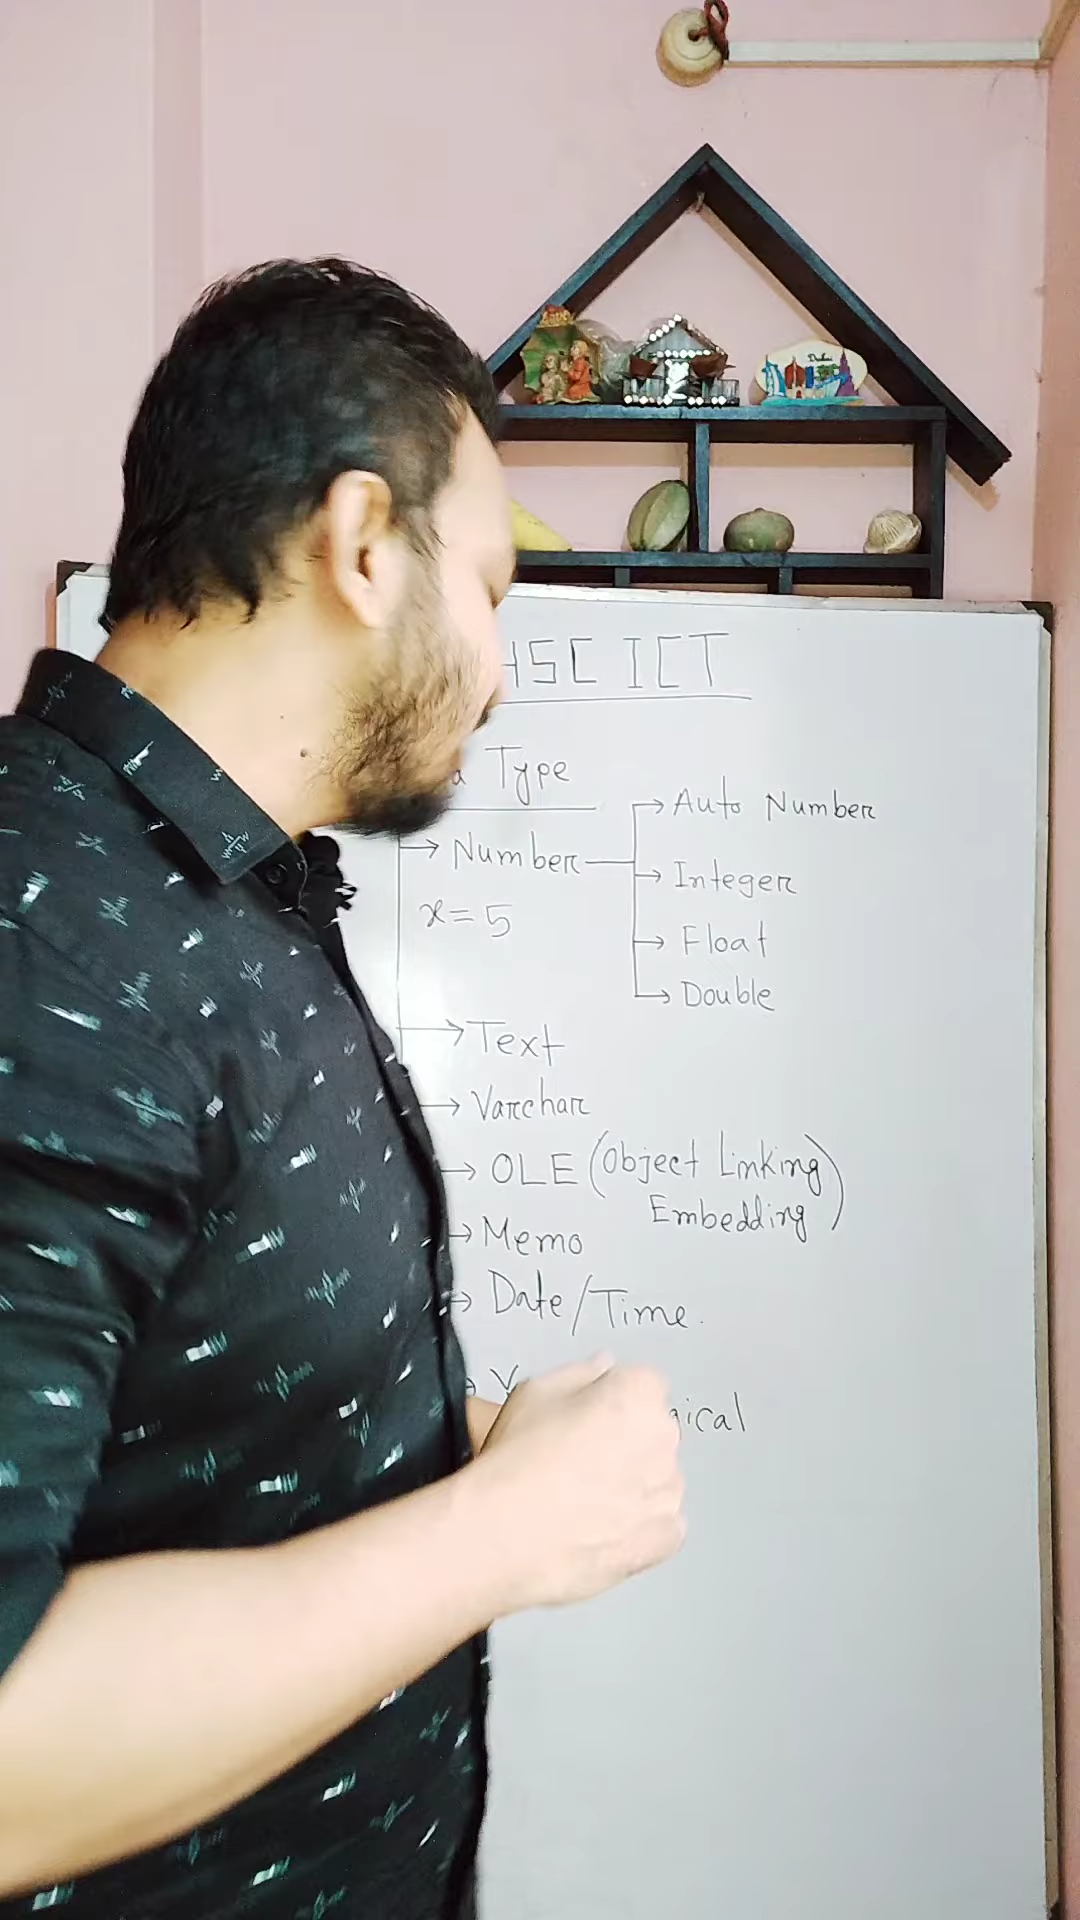 HSC ICT
Type
Number
Auto Number
Integer
Float
Double
x = 5
Text
Varchar
OLE (Object Linking
Embedding)
Memo
Date/Time.
Dubai